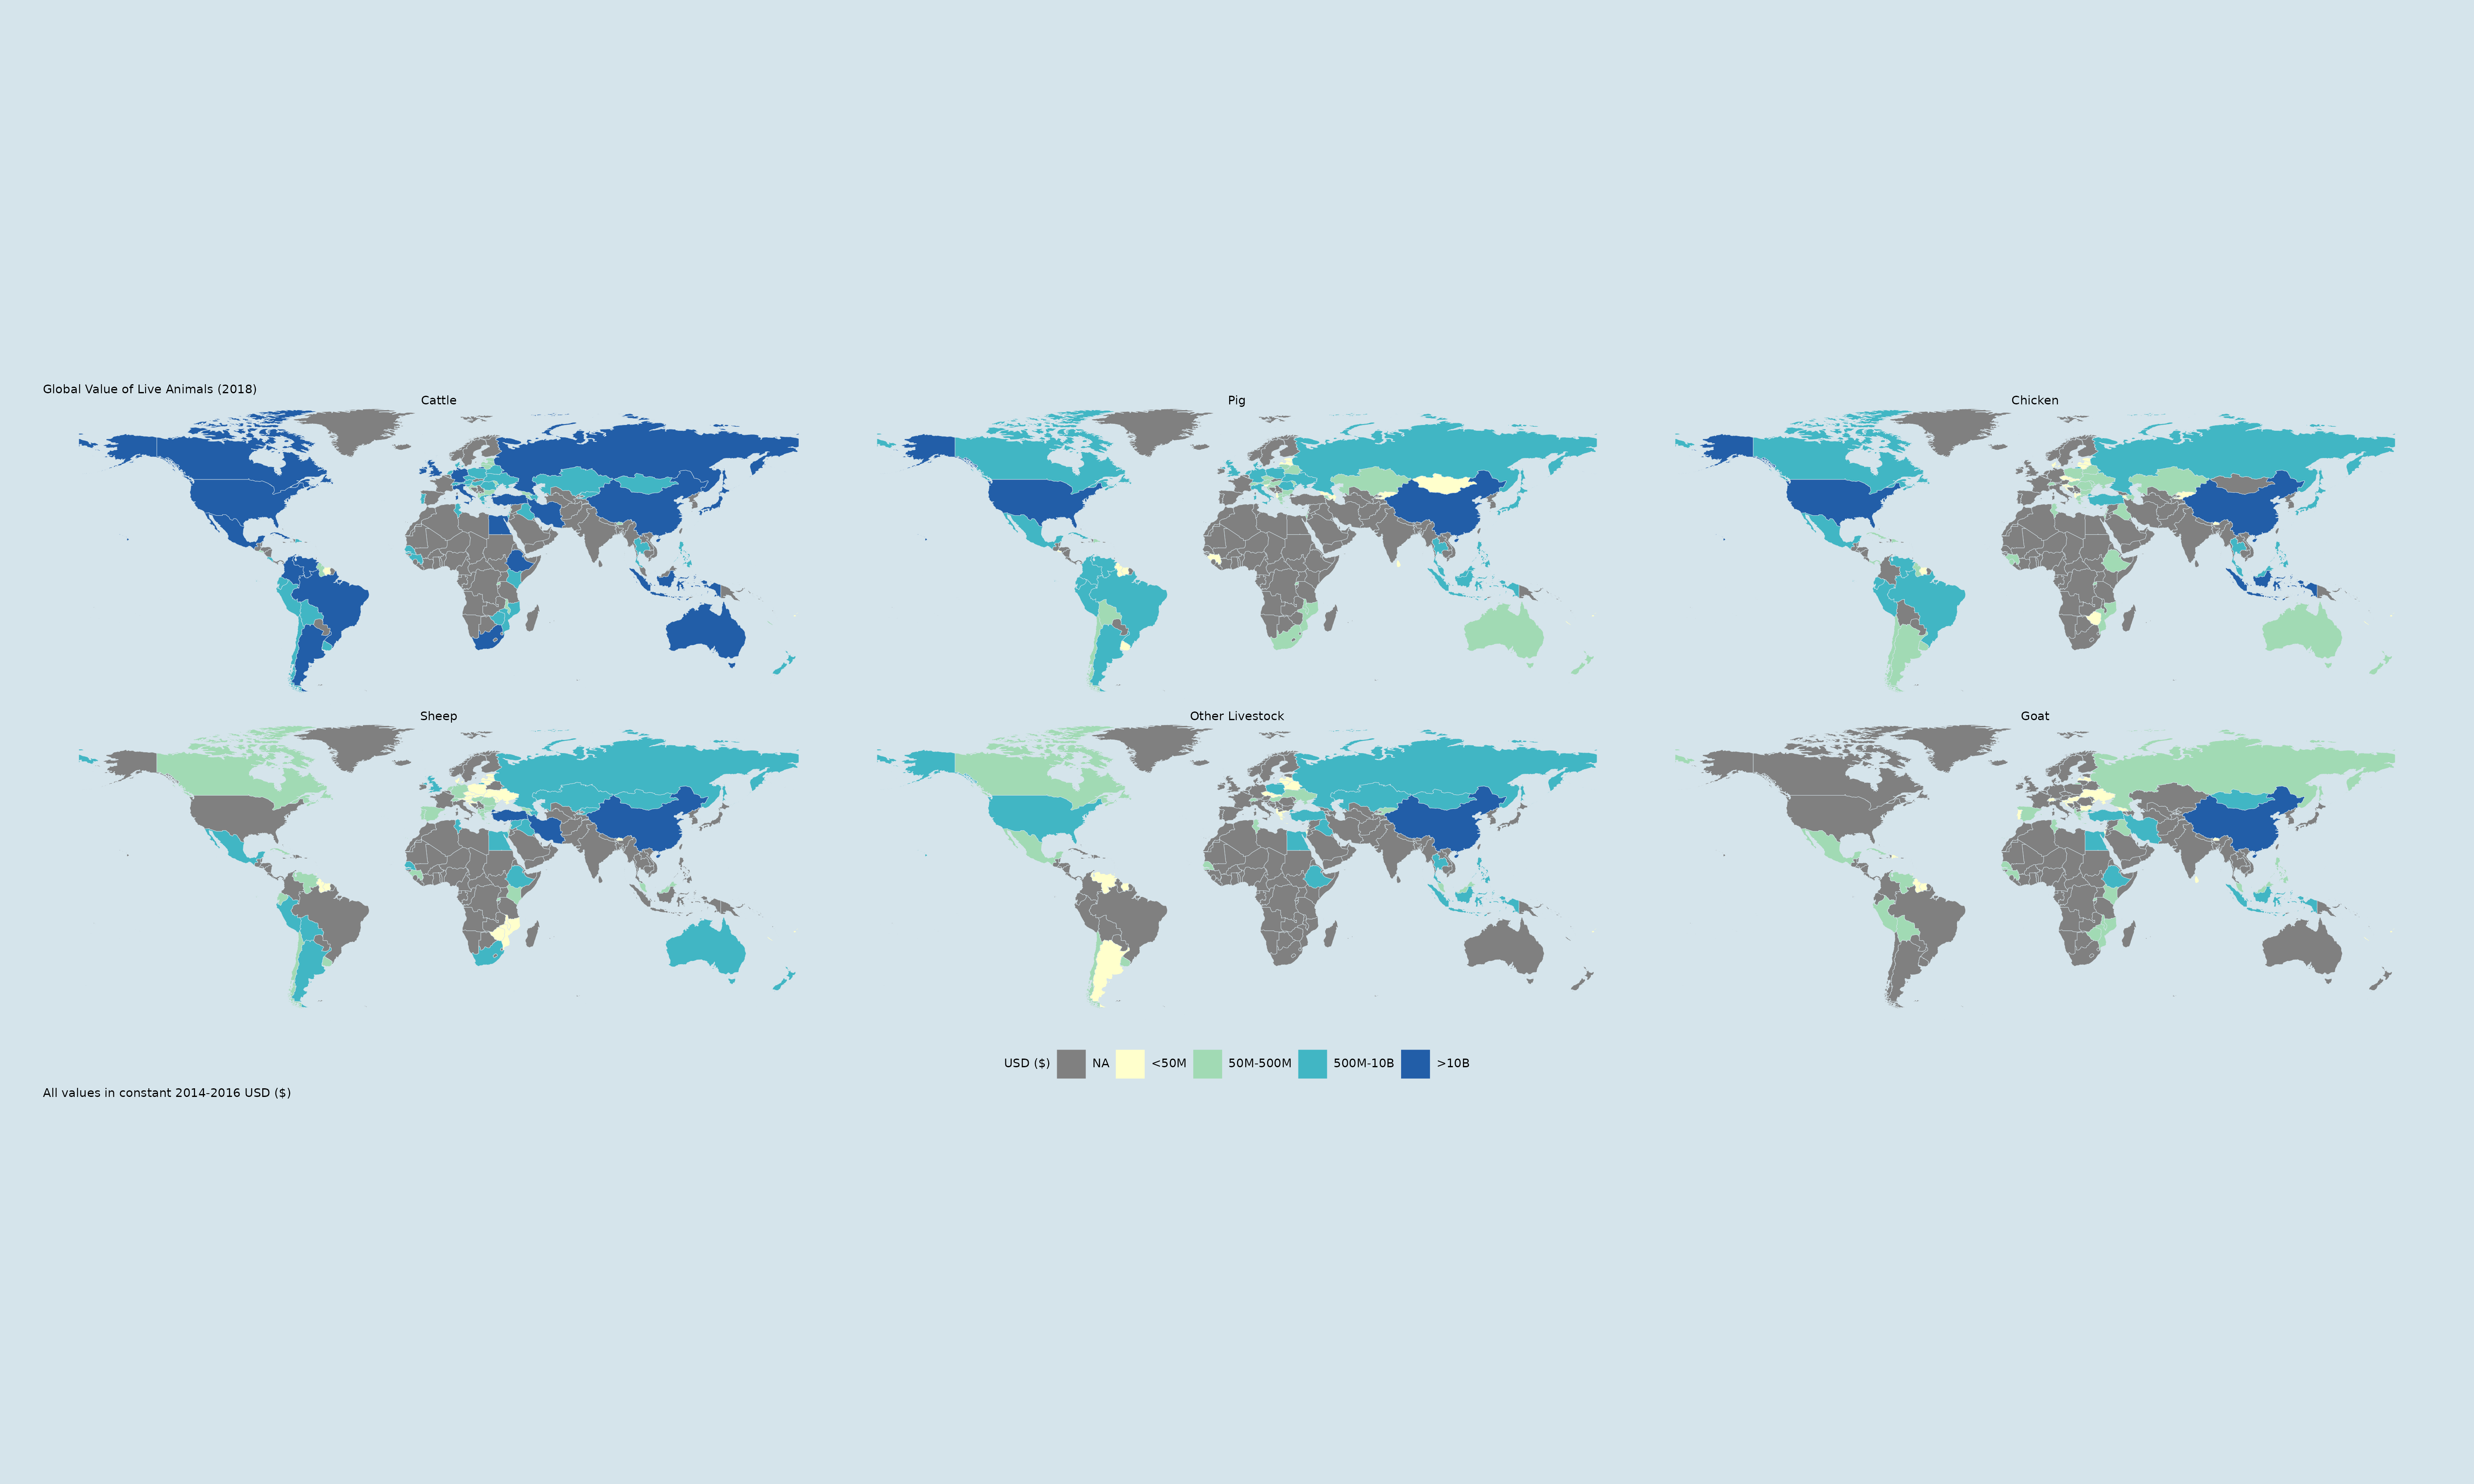 Global Value of Live Animals (2018)
Cattle
Pig
Chicken
Sheep
Other Livestock
Goat
USD ($) NA <50M 50M-500M 500M-10B >10B
All values in constant 2014-2016 USD ($)